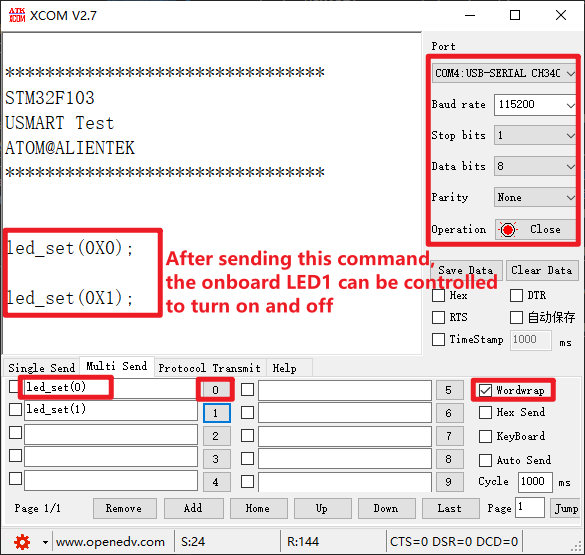 ATK
XCOM
XCOM V2.7
********************************
STM32F103
USMART Test
ATOM@ALIENTEK
********************************
led_set(0X0);
led_set(0X1);
After sending this command,
the onboard LED1 can be controlled
to turn on and off
Port
COM4:USB-SERIAL CH340
Baud rate 115200
Stop bits 1
Data bits 8
Parity None
Operation Close
Save Data Clear Data
Hex DTR
RTS 自动保存
TimeStamp 1000 ms
Single Send Multi Send Protocol Transmit Help
led_set(0) 0 5 Wordwrap
led_set(1) 1 6 Hex Send
2 7 KeyBoard
3 8 Auto Send
4 9 Cycle 1000 ms
Page 1/1 Remove Add Home Up Down Last Page 1 Jump
www.openedv.com S:24 R:144 CTS=0 DSR=0 DCD=0